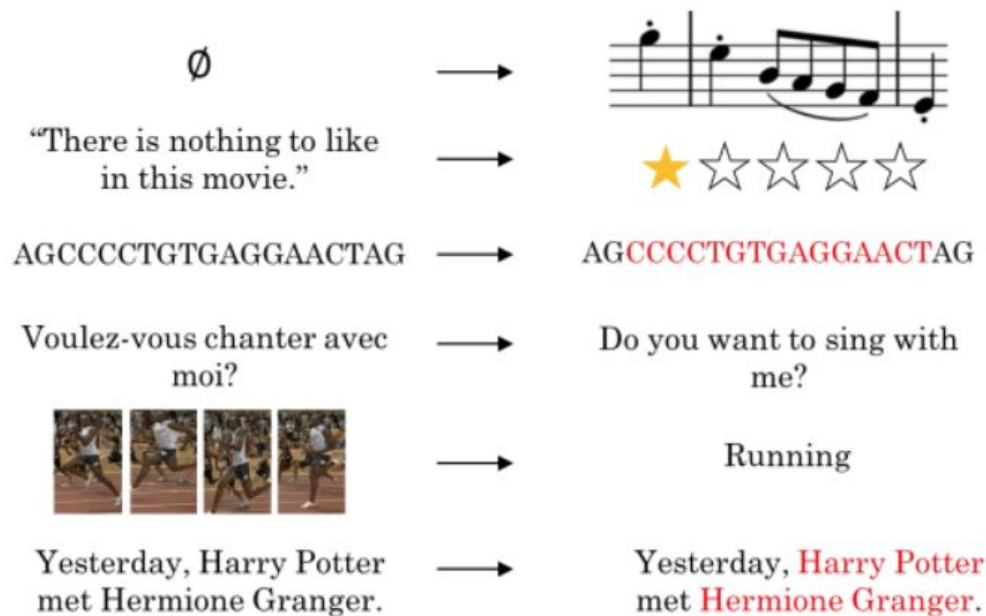 Ø
“There is nothing to like
in this movie.”
AGCCCCTGTGAGGAACTAG
AGCCCCTGTGAGGAACTAG
Voulez-vous chanter avec
moi?
Do you want to sing with
me?
Running
Yesterday, Harry Potter
met Hermione Granger.
Yesterday, Harry Potter
met Hermione Granger.